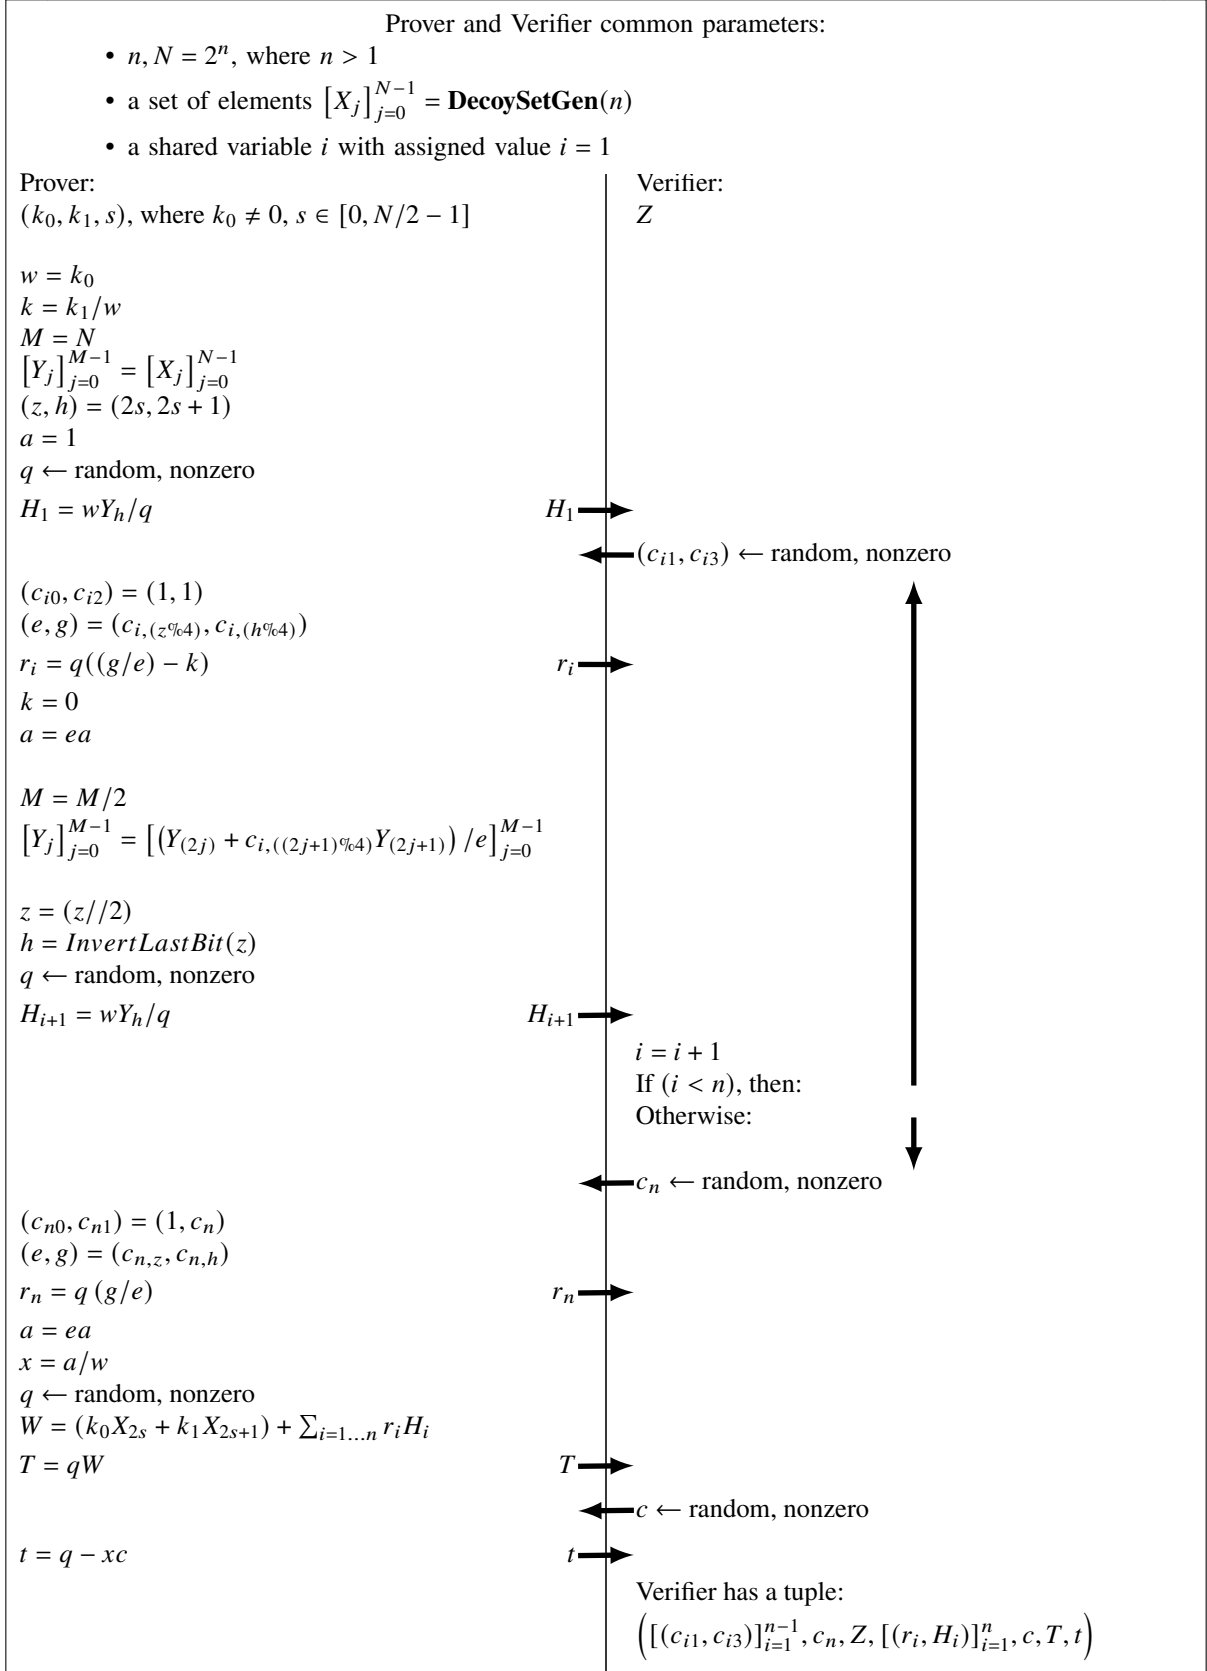 Prover and Verifier common parameters:
• n, N = 2ⁿ, where n > 1
• a set of elements [X_j]_{j=0}^{N−1} = DecoySetGen(n)
• a shared variable i with assigned value i = 1
Prover: Verifier:
(k_0, k_1, s), where k_0 ≠ 0, s ∈ [0, N/2 − 1] Z
w = k_0
k = k_1/w
M = N
[Y_j]_{j=0}^{M−1} = [X_j]_{j=0}^{N−1}
(z, h) = (2s, 2s + 1)
a = 1
q ← random, nonzero
H_1 = wY_h/q H_1
(c_{i1}, c_{i3}) ← random, nonzero
(c_{i0}, c_{i2}) = (1, 1)
(e, g) = (c_{i,(z%4)}, c_{i,(h%4)})
r_i = q((g/e) − k) r_i
k = 0
a = ea
M = M/2
[Y_j]_{j=0}^{M−1} = [(Y_{(2j)} + c_{i,((2j+1)%4)}Y_{(2j+1)}) /e]_{j=0}^{M−1}
z = (z//2)
h = InvertLastBit(z)
q ← random, nonzero
H_{i+1} = wY_h/q H_{i+1}
i = i + 1
If (i < n), then:
Otherwise:
c_n ← random, nonzero
(c_{n0}, c_{n1}) = (1, c_n)
(e, g) = (c_{n,z}, c_{n,h})
r_n = q (g/e) r_n
a = ea
x = a/w
q ← random, nonzero
W = (k_0X_{2s} + k_1X_{2s+1}) + ∑_{i=1...n} r_iH_i
T = qW T
c ← random, nonzero
t = q − xc t
Verifier has a tuple:
([(c_{i1}, c_{i3})]_{i=1}^{n−1}, c_n, Z, [(r_i, H_i)]_{i=1}^{n}, c, T, t)